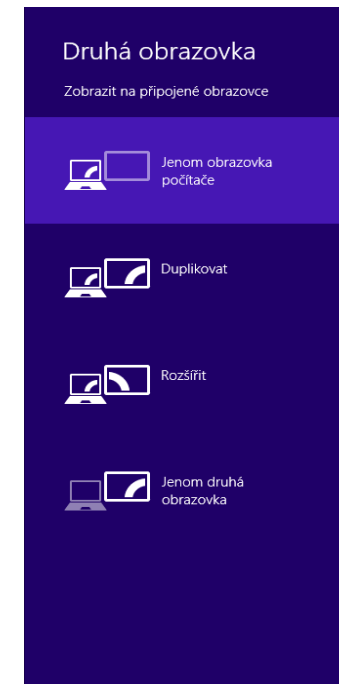 Druhá obrazovka
Zobrazit na připojené obrazovce
Jenom obrazovka
počítače
Duplikovat
Rozšířit
Jenom druhá
obrazovka